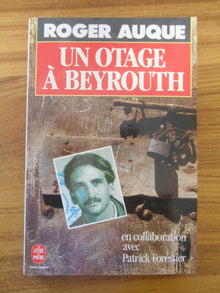 ROGER AUQUE
UN OTAGE
À BEYROUTH
en collaboration
avec
Patrick Forestier
LE LIVRE
DE POCHE